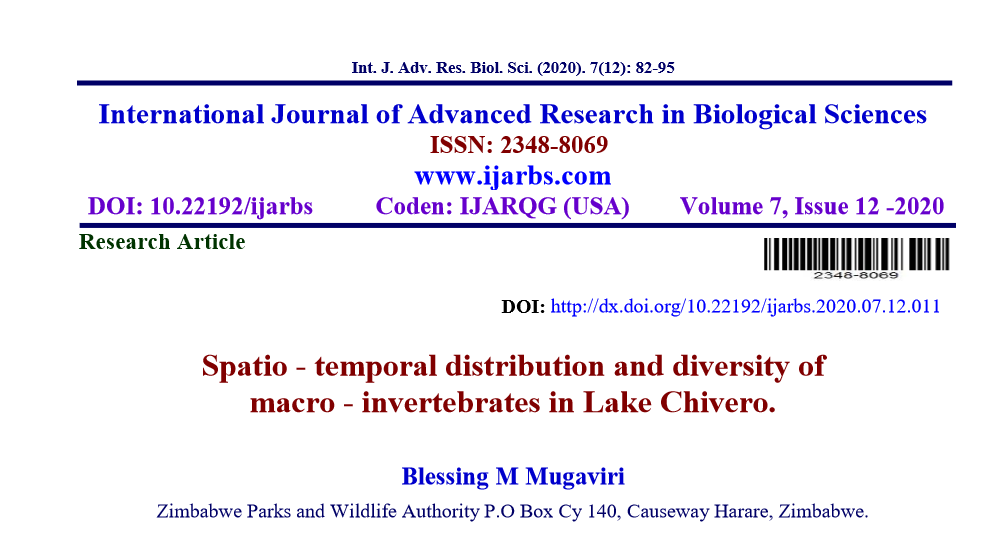 Int. J. Adv. Res. Biol. Sci. (2020). 7(12): 82-95
International Journal of Advanced Research in Biological Sciences
ISSN: 2348-8069
www.ijarbs.com
DOI: 10.22192/ijarbs Coden: IJARQG (USA) Volume 7, Issue 12 -2020
Research Article
2348-8069
DOI: http://dx.doi.org/10.22192/ijarbs.2020.07.12.011
Spatio - temporal distribution and diversity of
macro - invertebrates in Lake Chivero.
Blessing M Mugaviri
Zimbabwe Parks and Wildlife Authority P.O Box Cy 140, Causeway Harare, Zimbabwe.